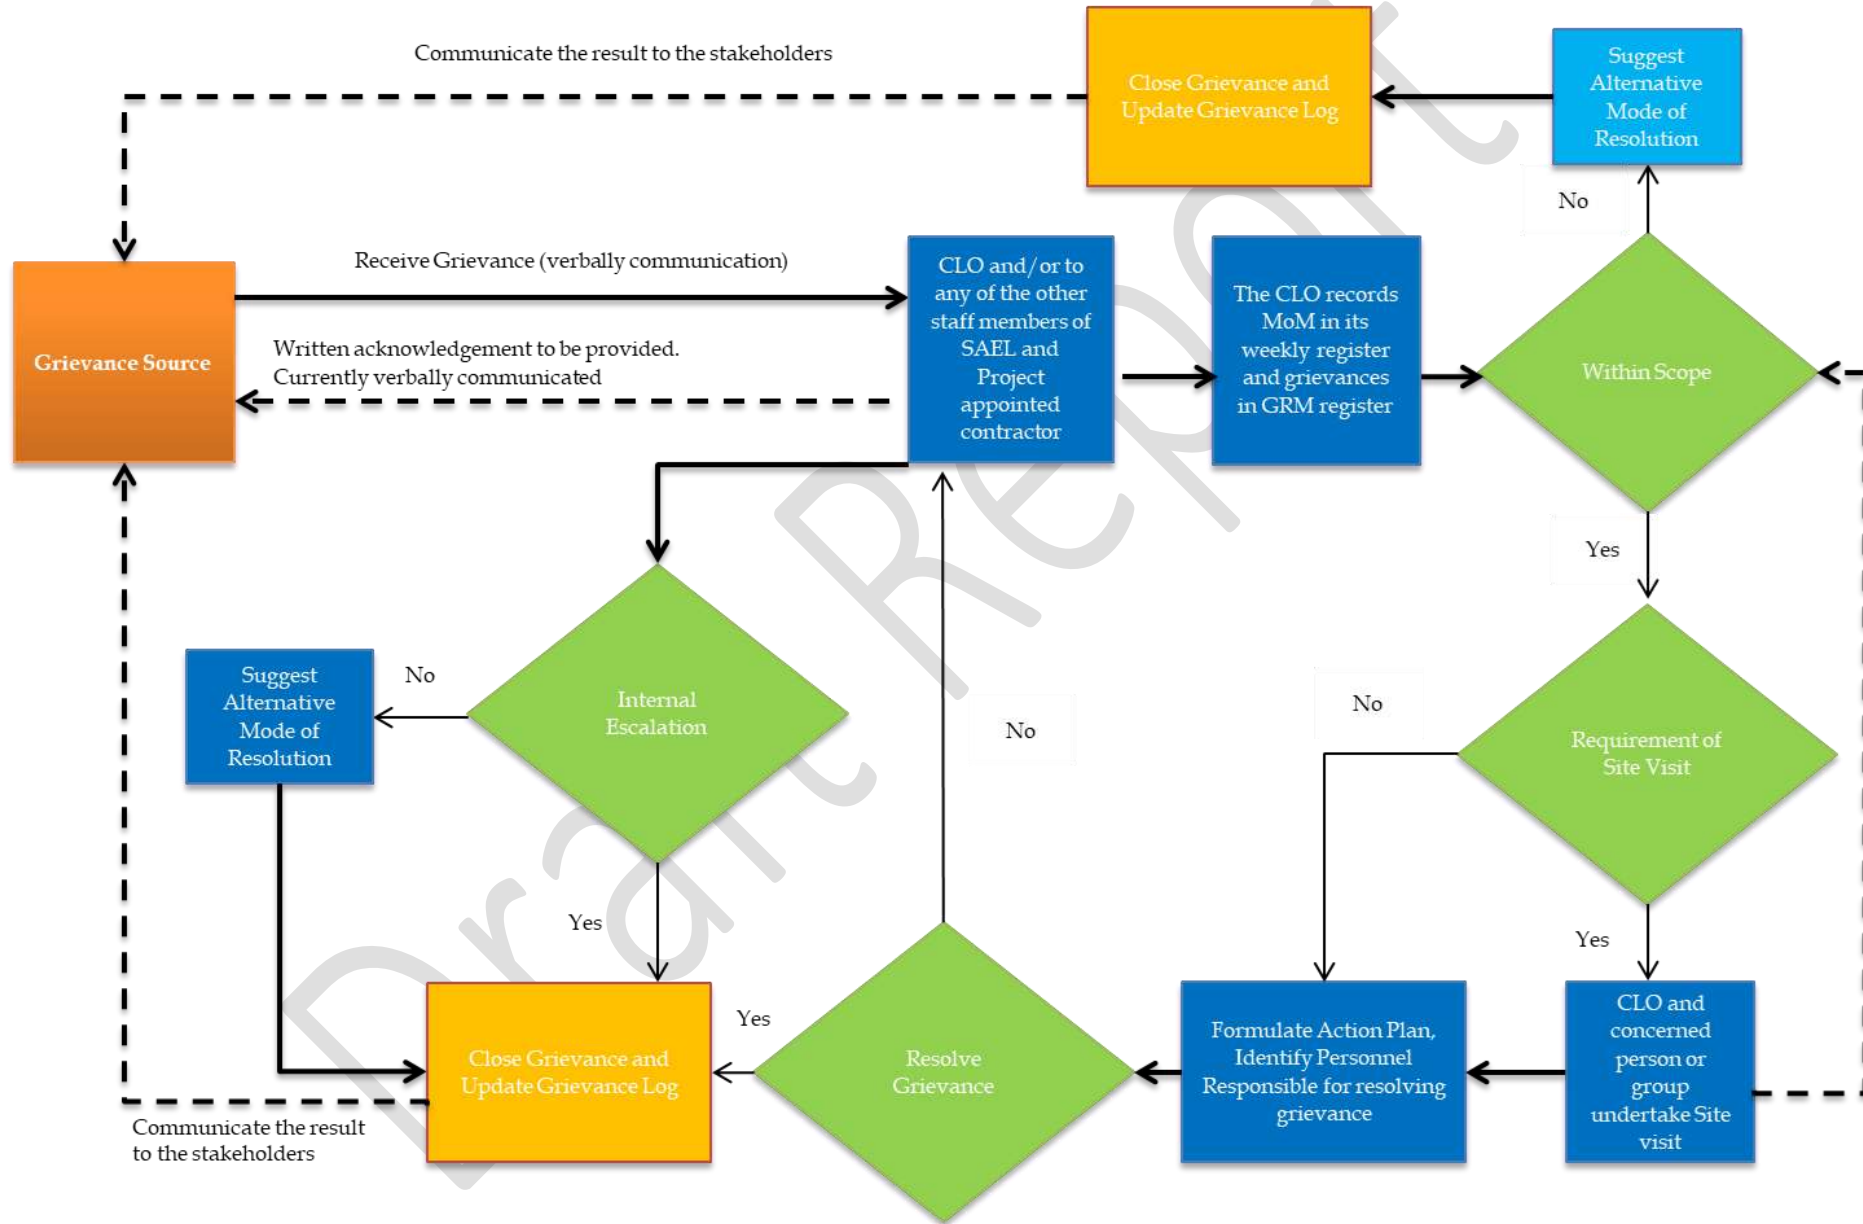 Communicate the result to the stakeholders
Close Grievance and
Update Grievance Log
Suggest
Alternative
Mode of
Resolution
No
Receive Grievance (verbally communication)
Grievance Source
Written acknowledgement to be provided.
Currently verbally communicated
CLO and/or to
any of the other
staff members of
SAEL and
Project
appointed
contractor
The CLO records
MoM in its
weekly register
and grievances
in GRM register
Within Scope
Yes
Suggest
Alternative
Mode of
Resolution
No
Internal
Escalation
No
No
Requirement of
Site Visit
Yes
Yes
Close Grievance and
Update Grievance Log
Yes
Resolve
Grievance
Formulate Action Plan,
Identify Personnel
Responsible for resolving
grievance
CLO and
concerned
person or
group
undertake Site
visit
Communicate the result
to the stakeholders
Draft Report